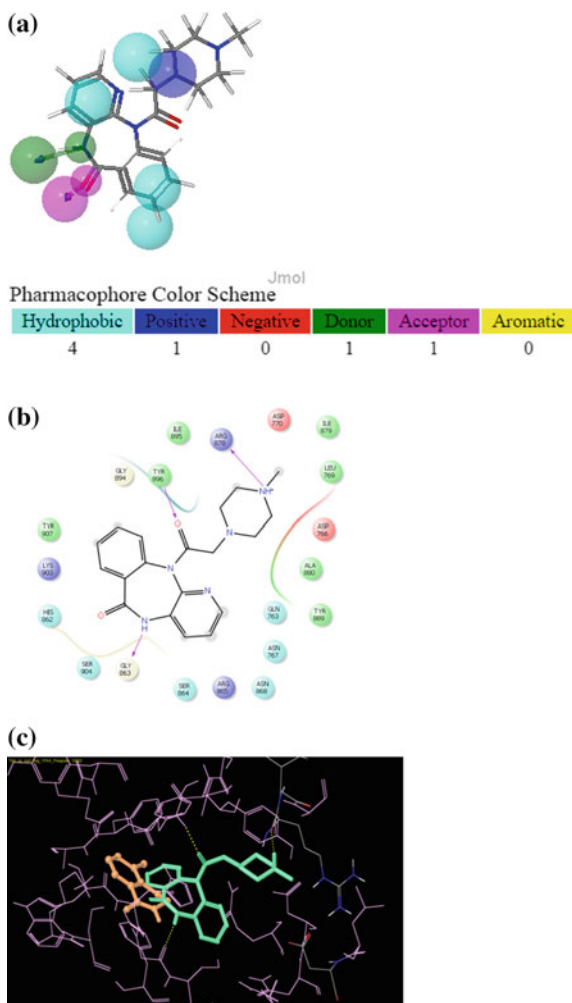 (a)
Jmol
Pharmacophore Color Scheme
Hydrophobic Positive Negative Donor Acceptor Aromatic
4 1 0 1 1 0
(b)
ILE
895
ARG
878
ASP
770
ILE
879
GLY
894
TYR
896
LEU
769
NH+
N
O
TYR
907
ASP
766
LYS
903
N
N
ALA
880
HIS
862
O
N
H
GLN
763
TYR
889
SER
904
GLY
863
ASN
767
SER
864
ARG
865
ASN
868
(c)